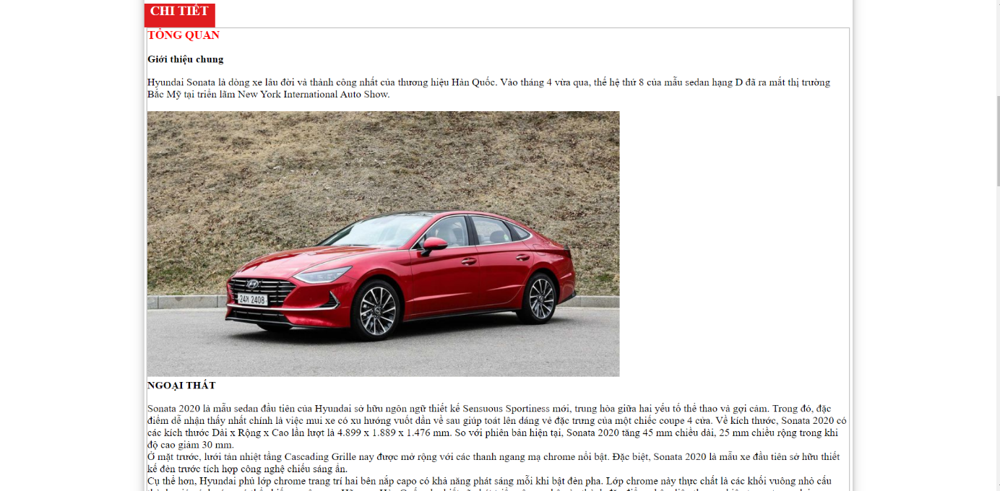 CHI TIẾT
TỔNG QUAN
Giới thiệu chung
Hyundai Sonata là dòng xe lâu đời và thành công nhất của thương hiệu Hàn Quốc. Vào tháng 4 vừa qua, thế hệ thứ 8 của mẫu sedan hạng D đã ra mắt thị trường
Bắc Mỹ tại triển lãm New York International Auto Show.
24 2408
NGOẠI THẤT
Sonata 2020 là mẫu sedan đầu tiên của Hyundai sở hữu ngôn ngữ thiết kế Sensuous Sportiness mới, trung hòa giữa hai yếu tố thể thao và gợi cảm. Trong đó, đặc
điểm dễ nhận thấy nhất chính là việc mui xe có xu hướng vuốt dần về sau giúp toát lên dáng vẻ đặc trưng của một chiếc coupe 4 cửa. Về kích thước, Sonata 2020 có
các kích thước Dài x Rộng x Cao lần lượt là 4.899 x 1.889 x 1.476 mm. So với phiên bản hiện tại, Sonata 2020 tăng 45 mm chiều dài, 25 mm chiều rộng trong khi
độ cao giảm 30 mm.
Ở mặt trước, lưới tản nhiệt tầng Cascading Grille nay được mở rộng với các thanh ngang mạ chrome nổi bật. Đặc biệt, Sonata 2020 là mẫu xe đầu tiên sở hữu thiết
kế đèn trước tích hợp công nghệ chiếu sáng ẩn.
Cụ thể hơn, Hyundai phủ lớp chrome trang trí hai bên nắp capo có khả năng phát sáng mỗi khi bật đèn pha. Lớp chrome này thực chất là các khối vuông nhỏ cấu